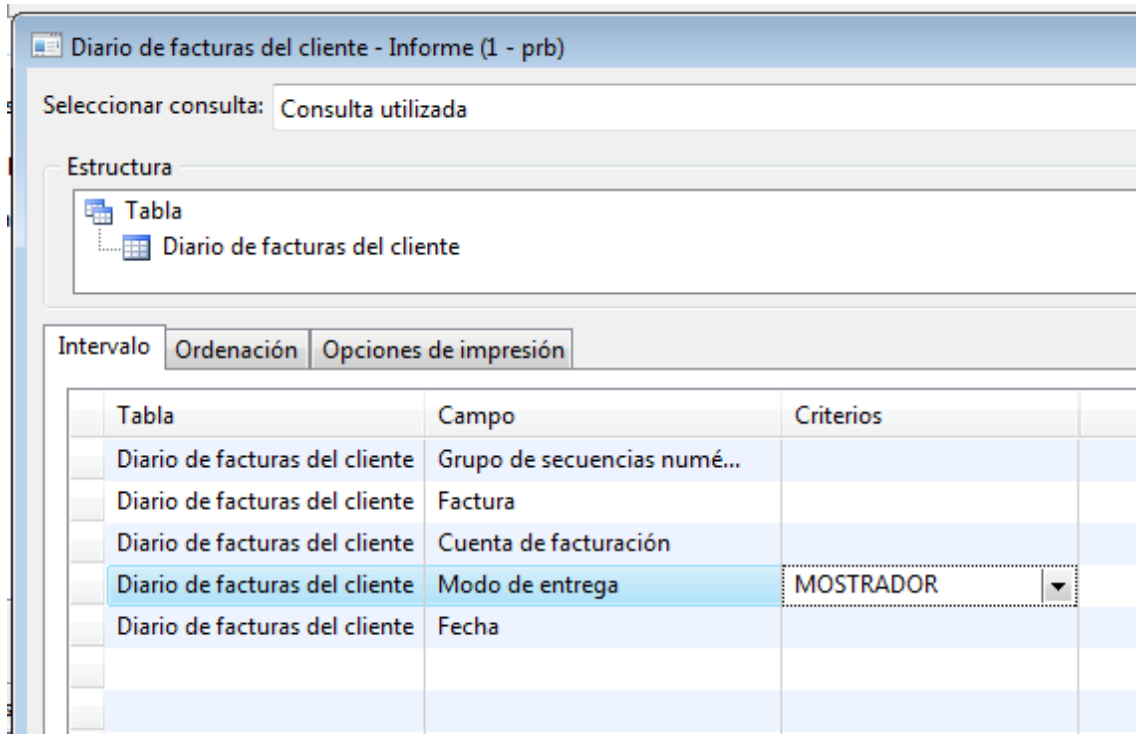 Diario de facturas del cliente - Informe (1 - prb)
Seleccionar consulta: Consulta utilizada
Estructura
Tabla
Diario de facturas del cliente
Intervalo Ordenación Opciones de impresión
Tabla Campo Criterios
Diario de facturas del cliente Grupo de secuencias numé...
Diario de facturas del cliente Factura
Diario de facturas del cliente Cuenta de facturación
Diario de facturas del cliente Modo de entrega MOSTRADOR
Diario de facturas del cliente Fecha